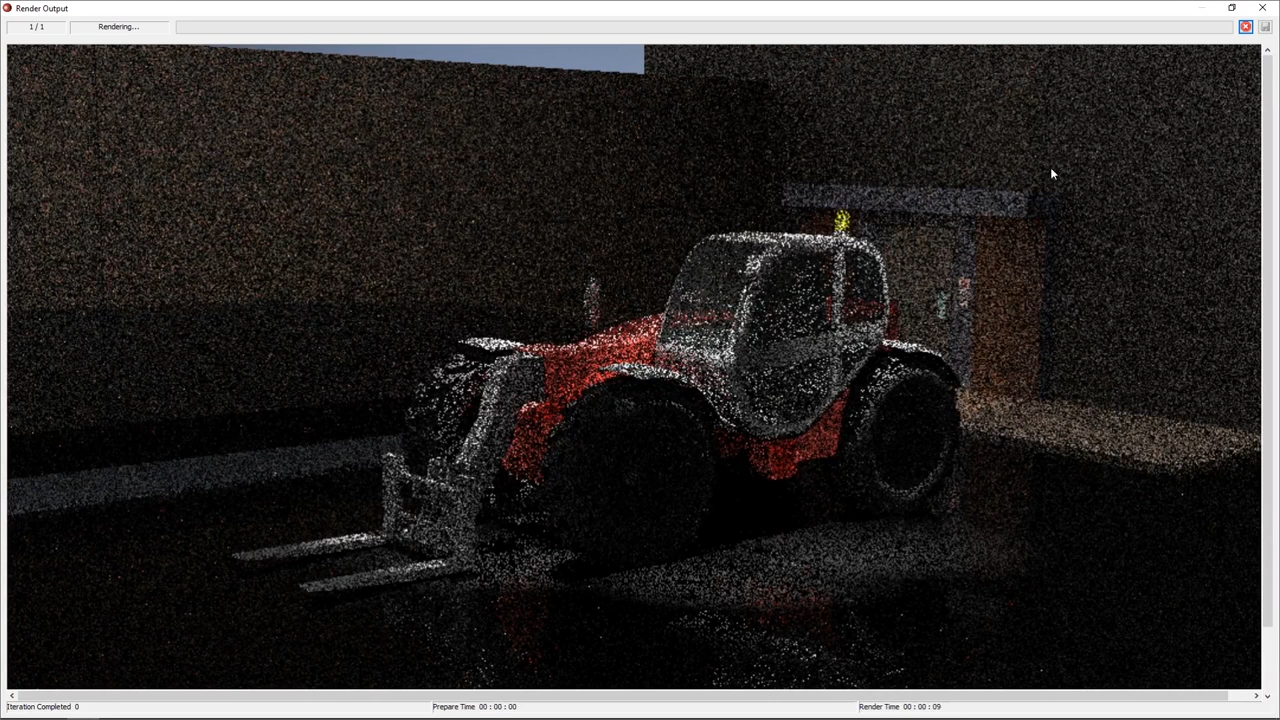 Render Output
1 / 1 Rendering...
Iteration Completed 0 Prepare Time 00 : 00 : 00 Render Time 00 : 00 : 09